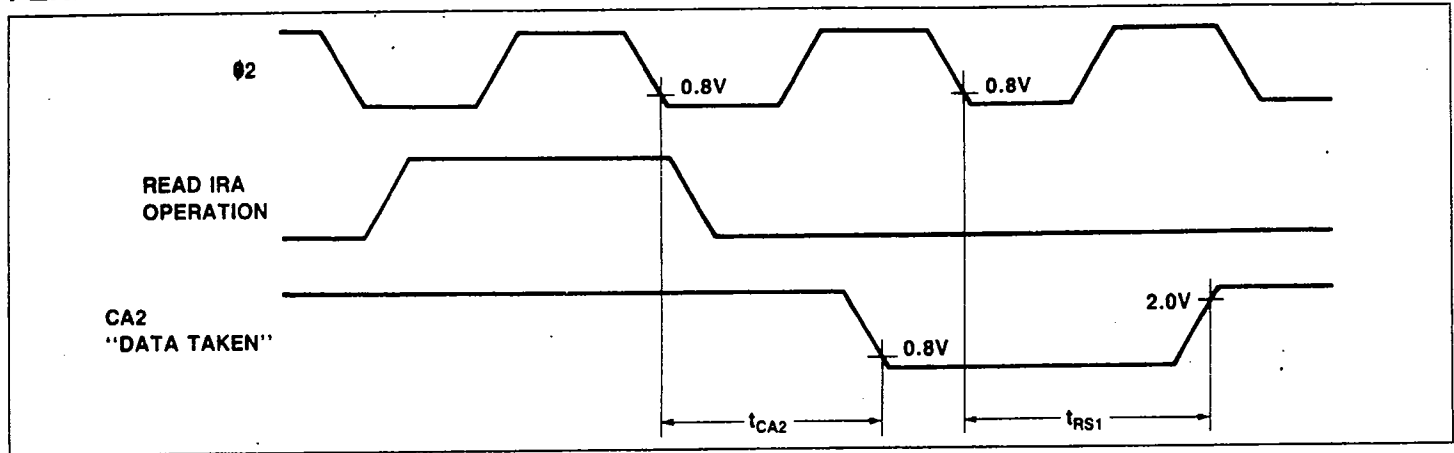 φ2
0.8V
0.8V
READ IRA
OPERATION
CA2
"DATA TAKEN"
0.8V
2.0V
tCA2
tRS1